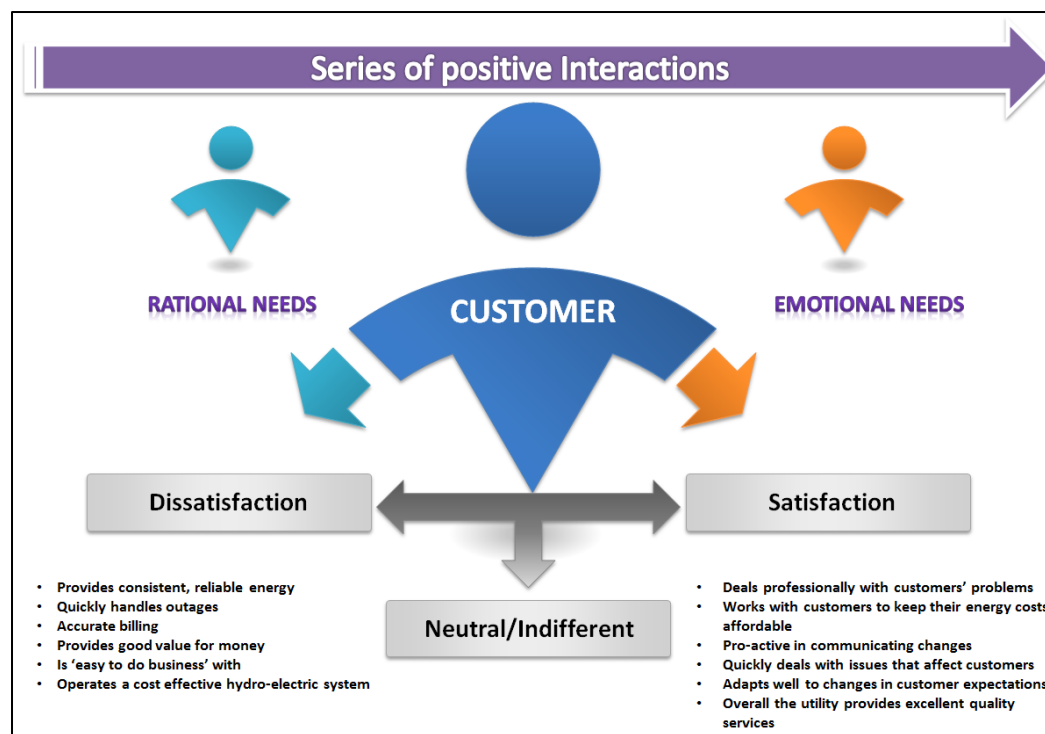 Series of positive Interactions
RATIONAL NEEDS
EMOTIONAL NEEDS
CUSTOMER
Dissatisfaction
Satisfaction
Neutral/Indifferent
• Provides consistent, reliable energy
• Quickly handles outages
• Accurate billing
• Provides good value for money
• Is ‘easy to do business’ with
• Operates a cost effective hydro-electric system
• Deals professionally with customers’ problems
• Works with customers to keep their energy costs
affordable
• Pro-active in communicating changes
• Quickly deals with issues that affect customers
• Adapts well to changes in customer expectations
• Overall the utility provides excellent quality
services